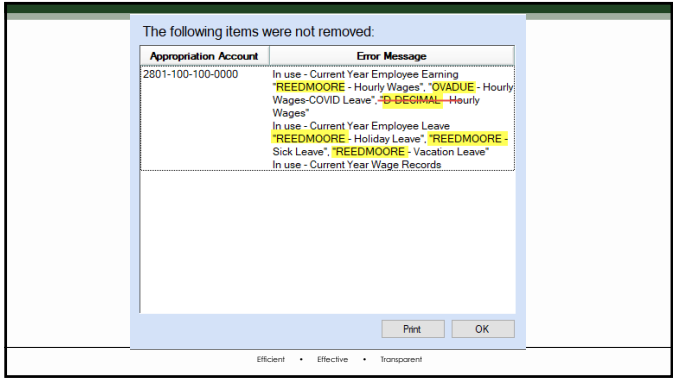 The following items were not removed:
Appropriation Account Error Message
2801-100-100-0000 In use - Current Year Employee Earning
"REEDMOORE - Hourly Wages", "OVADUE - Hourly
Wages-COVID Leave", "D-DECIMAL - Hourly
Wages"
In use - Current Year Employee Leave
"REEDMOORE - Holiday Leave", "REEDMOORE -
Sick Leave", "REEDMOORE - Vacation Leave"
In use - Current Year Wage Records
Print OK
Efficient • Effective • Transparent